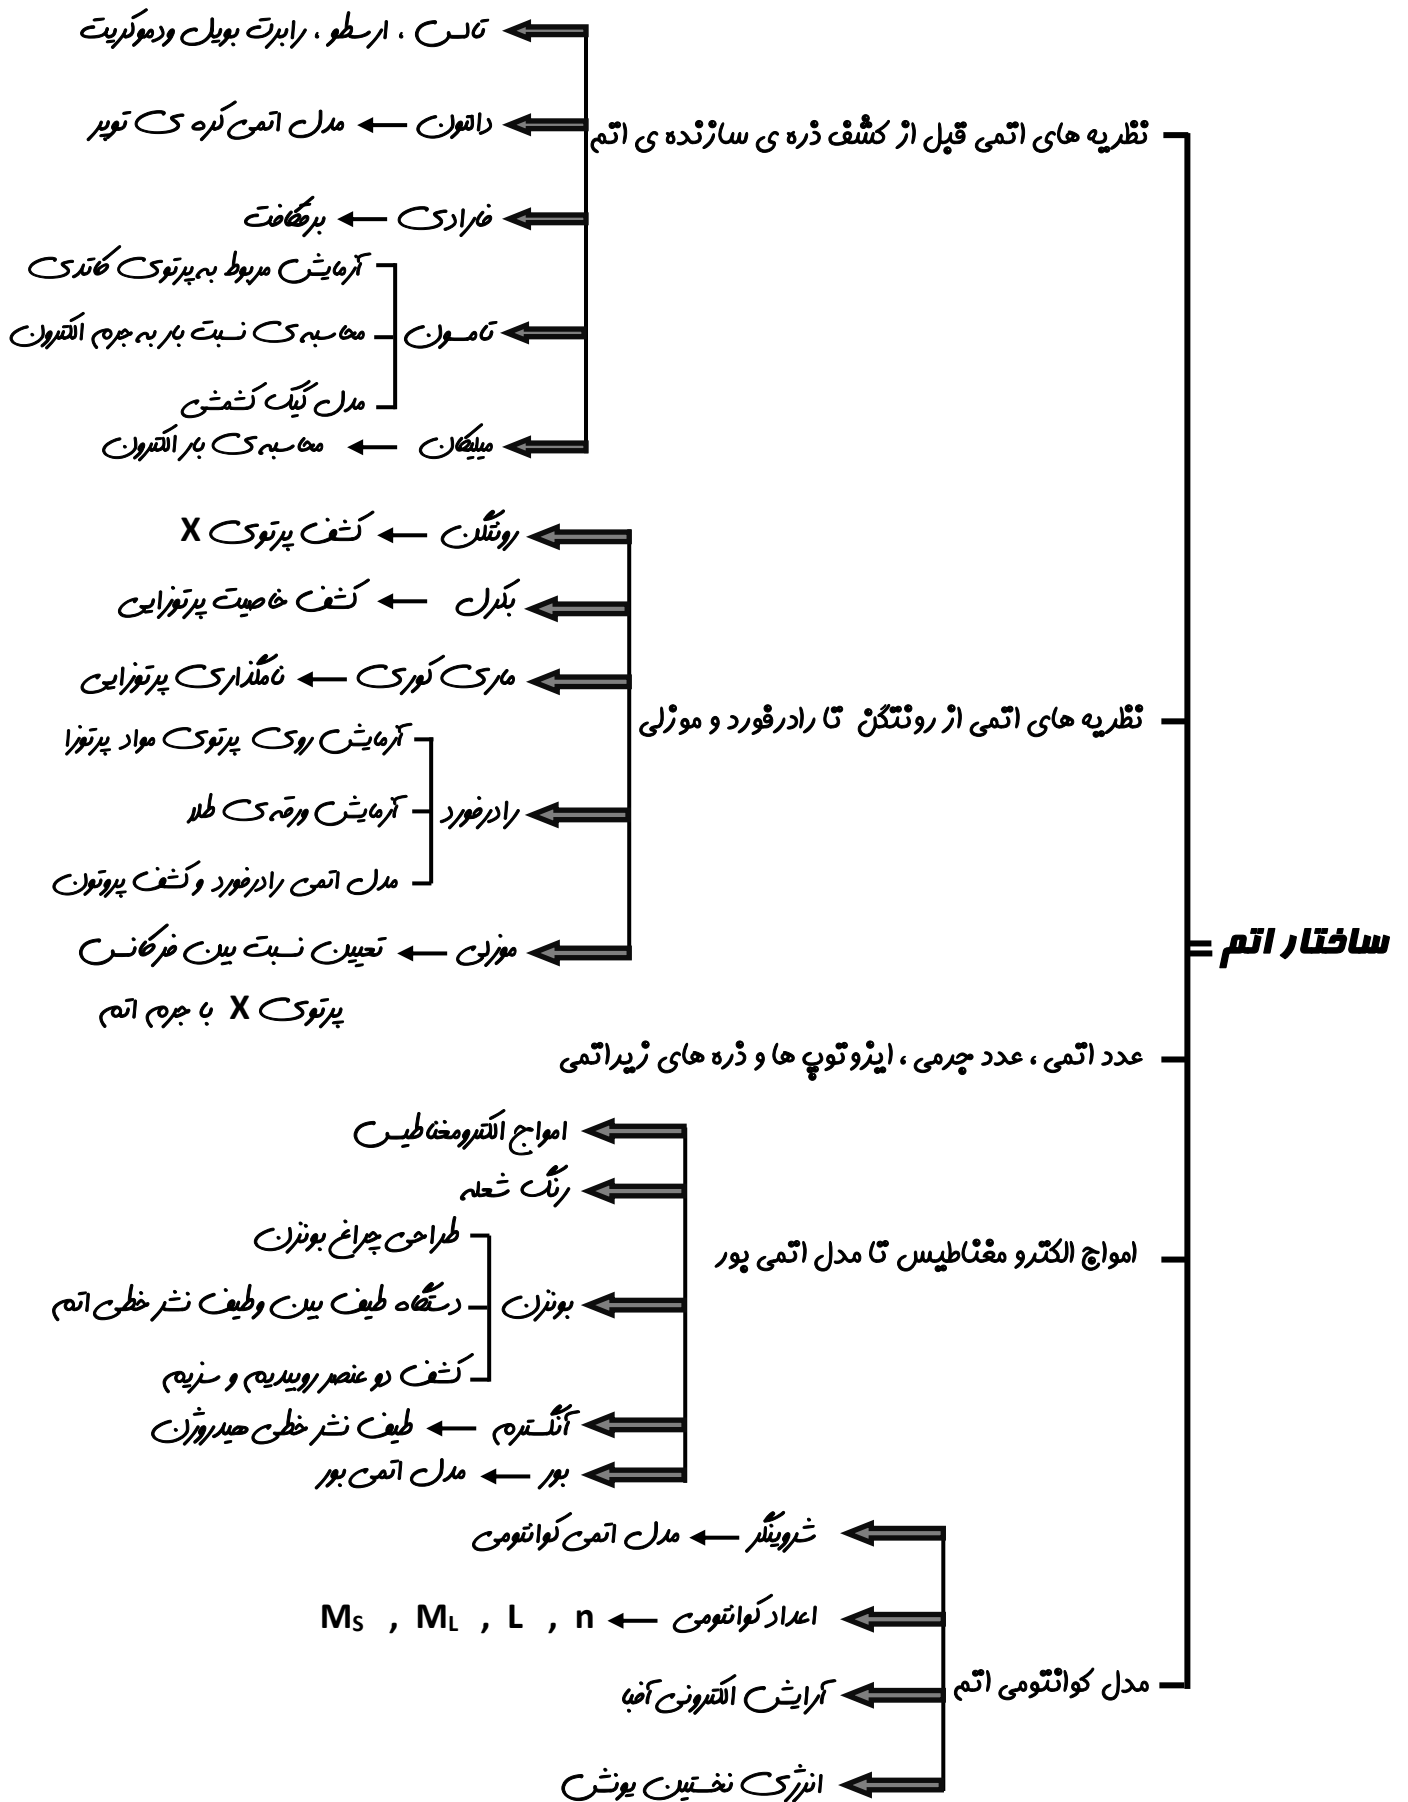 ساختار اتم
نظریه های اتمی قبل از کشف ذره ی سازنده ی اتم
تالس ، ارسطو ، رابرت بویل ودموکریت
دالتون ← مدل اتمی کره ی توپر
فارادی ← برقکافت
تامسون
آزمایش مربوط به پرتوی کاتدی
محاسبه ی نسبت بار به جرم الکترون
مدل کیک کشمشی
میلیکان ← محاسبه ی بار الکترون
نظریه های اتمی از رونتگن تا رادرفورد و موزلی
رونتگن ← کشف پرتوی X
بکرل ← کشف خاصیت پرتوزایی
ماری کوری ← نامگذاری پرتوزایی
رادرفورد
آزمایش روی پرتوی مواد پرتوزا
آزمایش ورقه ی طلا
مدل اتمی رادرفورد و کشف پروتون
موزلی ← تعیین نسبت بین فرکانس
پرتوی X با جرم اتم
عدد اتمی ، عدد جرمی ، ایزوتوپ ها و ذره های زیراتمی
امواج الکترو مغناطیس تا مدل اتمی بور
امواج الکترومغناطیس
رنگ شعله
بونزن
طراحی چراغ بونزن
دستگاه طیف بین وطیف نشر خطی اتم
کشف دو عنصر روبیدیم و سزیم
آنگسترم ← طیف نشر خطی هیدروژن
بور ← مدل اتمی بور
مدل کوانتومی اتم
شرودینگر ← مدل اتمی کوانتومی
اعداد کوانتومی ← n , L , ML , MS
آرایش الکترونی آفبا
انرژی نخستین یونش